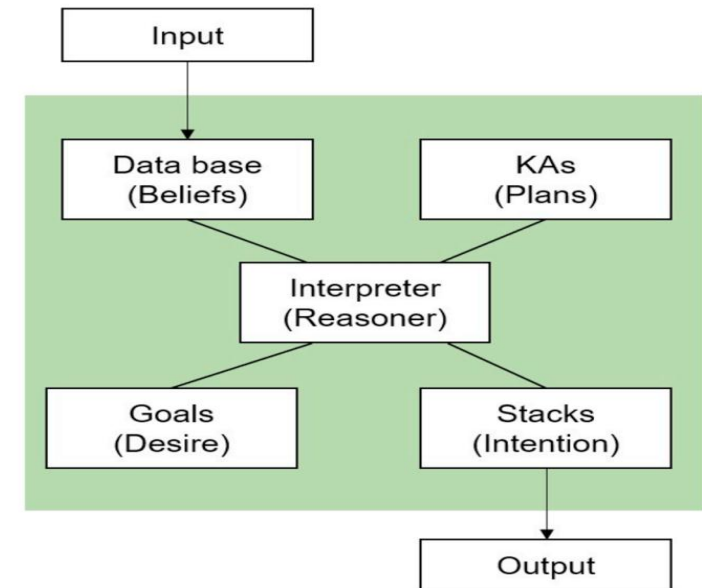 Input
Data base
(Beliefs)
KAs
(Plans)
Interpreter
(Reasoner)
Goals
(Desire)
Stacks
(Intention)
Output